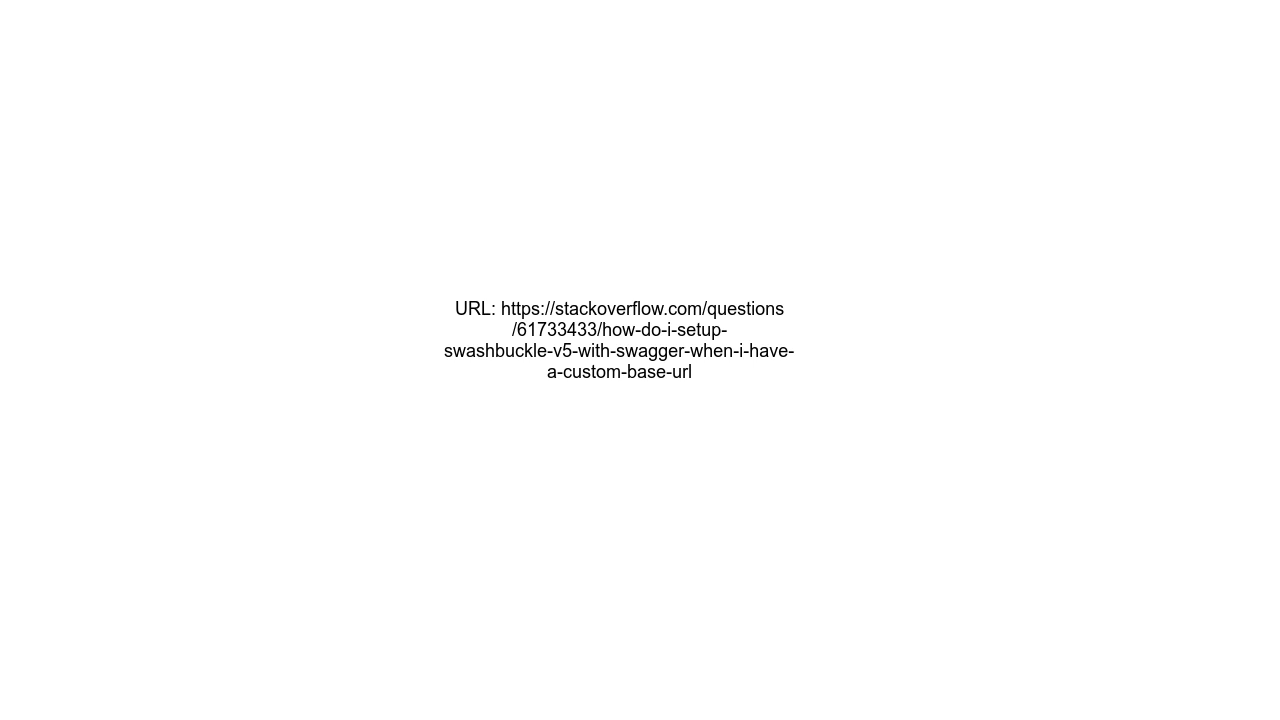 URL: https://stackoverflow.com/questions
/61733433/how-do-i-setup-
swashbuckle-v5-with-swagger-when-i-have-
a-custom-base-url